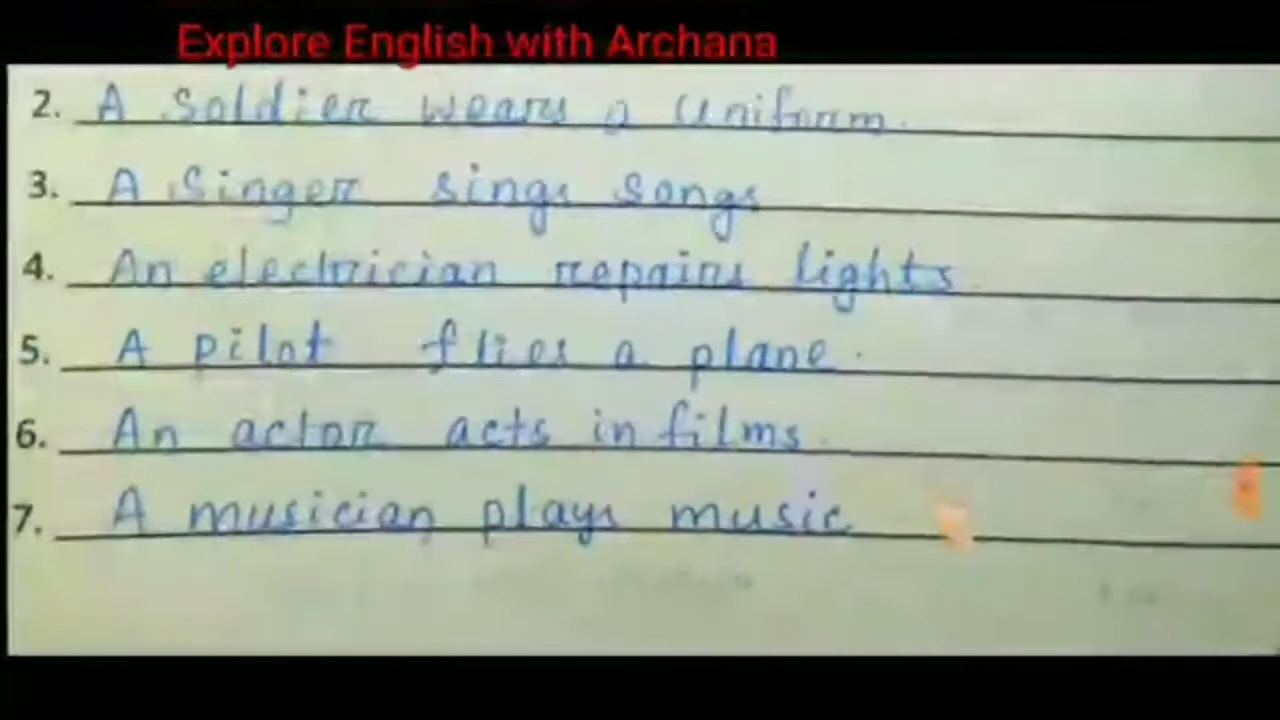 Explore English with Archana
2. A soldier wears a uniform.
3. A singer sings songs
4. An electrician repairs lights.
5. A pilot flies a plane.
6. An actor acts in films.
7. A musician plays music